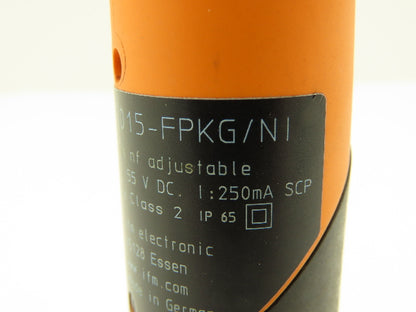 015-FPKG/NI
nf adjustable
55 V DC. I:250mA SCP
Class 2 IP 65
electronic
Essen
.ifm.com
in German